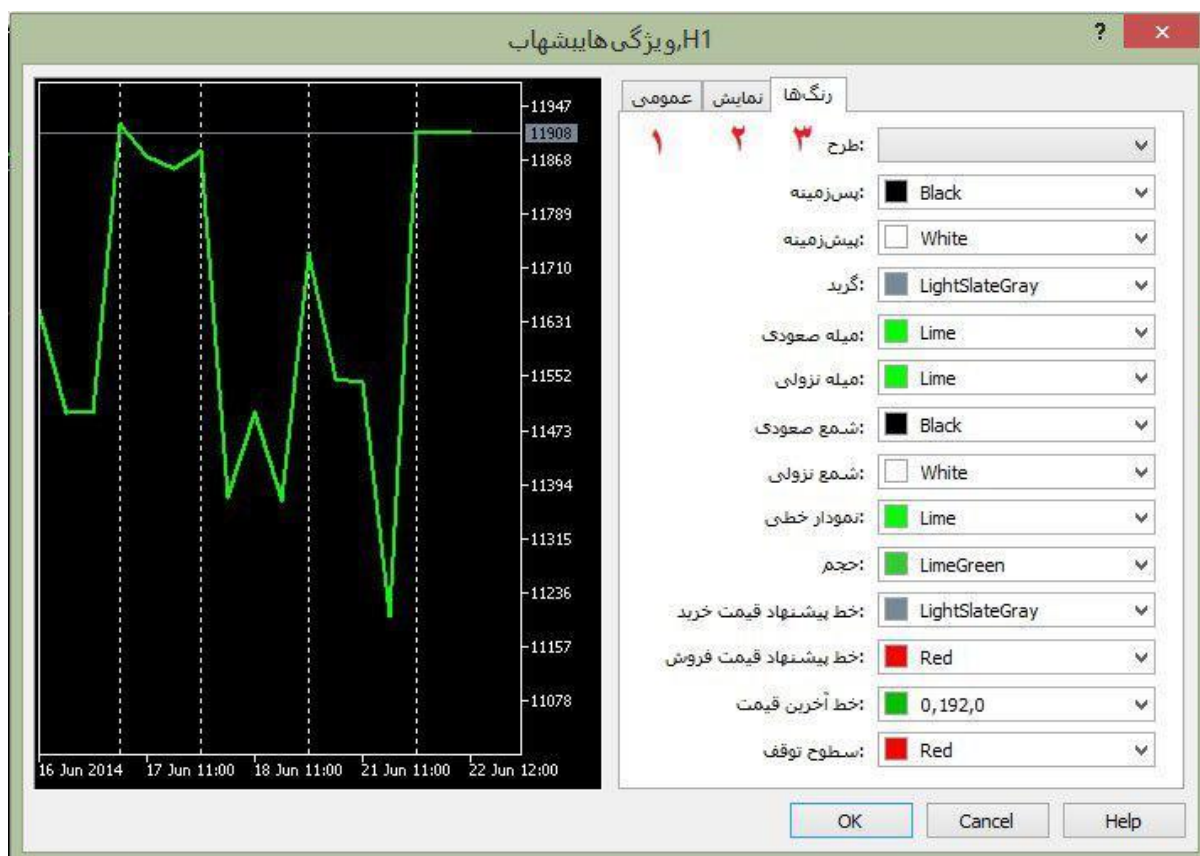 ویژگی‌هایبشهاب,H1
?
×
عمومی نمایش رنگ‌ها
۱ ۲ ۳
طرح:
پس‌زمینه: Black
پیش‌زمینه: White
گرید: LightSlateGray
میله صعودی: Lime
میله نزولی: Lime
شمع صعودی: Black
شمع نزولی: White
نمودار خطی: Lime
حجم: LimeGreen
خط پیشنهاد قیمت خرید: LightSlateGray
خط پیشنهاد قیمت فروش: Red
خط آخرین قیمت: 0,192,0
سطوح توقف: Red
11947
11908
11868
11789
11710
11631
11552
11473
11394
11315
11236
11157
11078
16 Jun 2014 17 Jun 11:00 18 Jun 11:00 21 Jun 11:00 22 Jun 12:00
OK Cancel Help